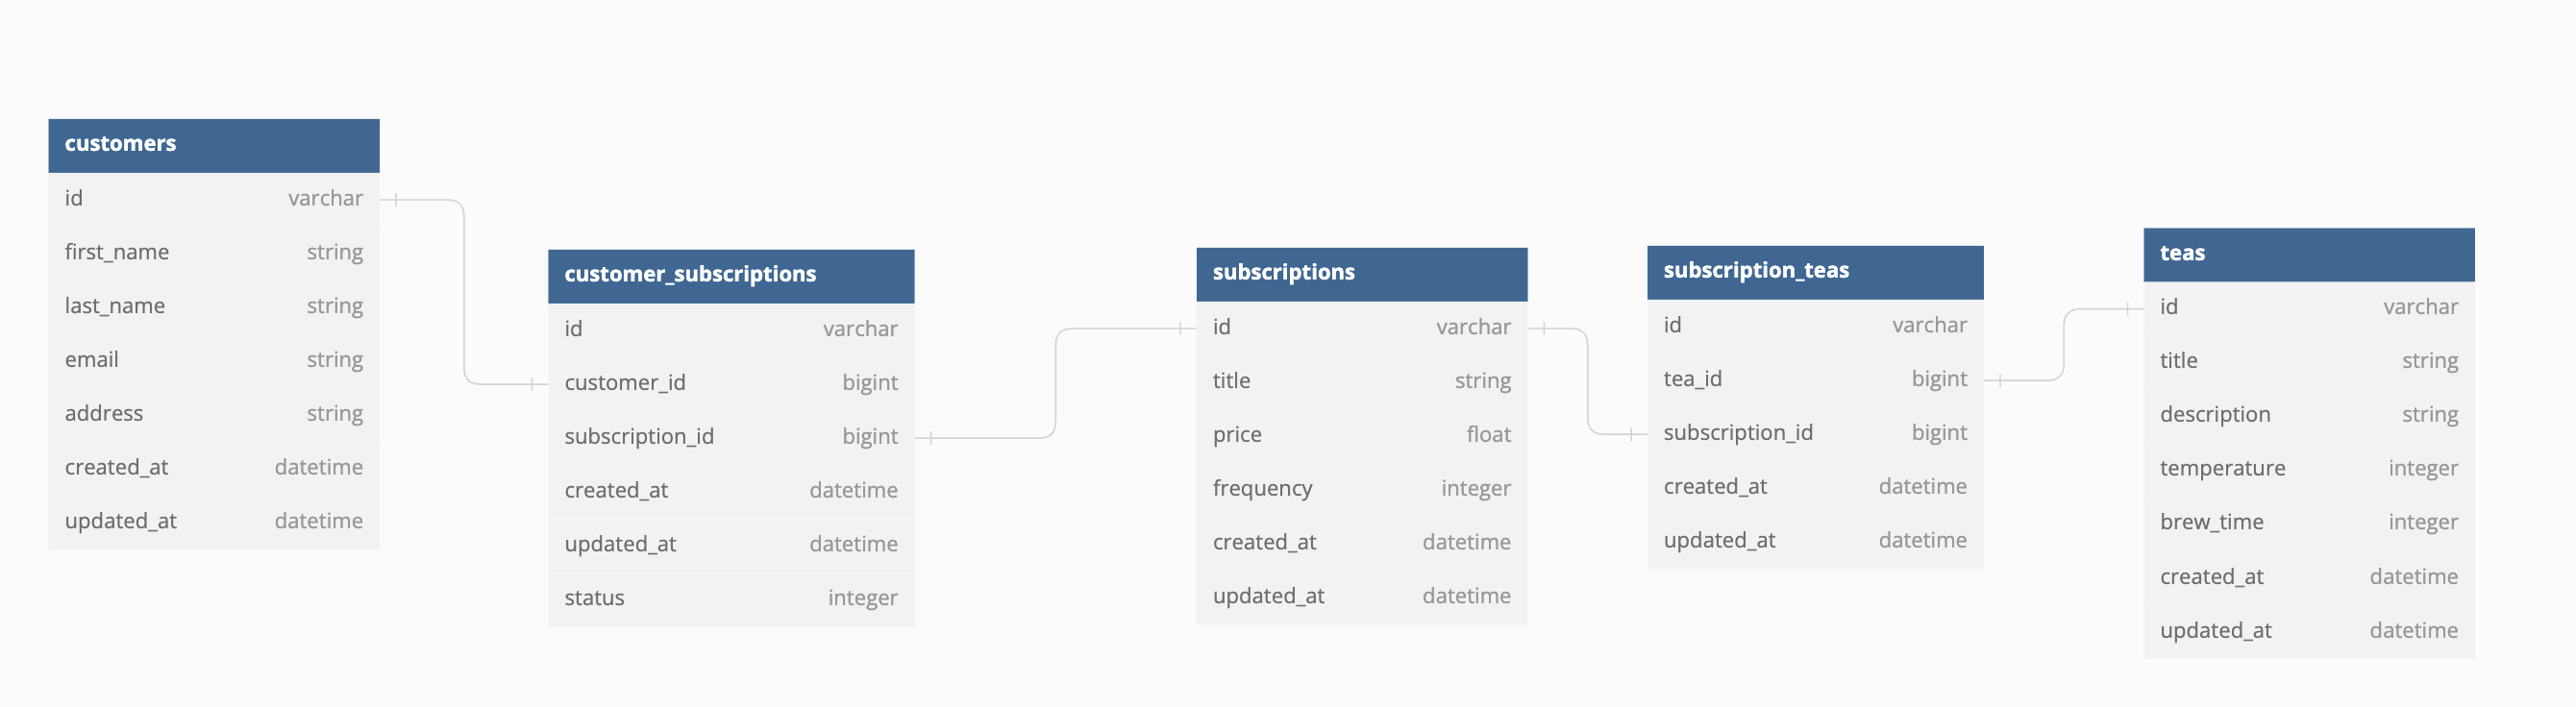 customers
id varchar
first_name string
last_name string
email string
address string
created_at datetime
updated_at datetime
customer_subscriptions
id varchar
customer_id bigint
subscription_id bigint
created_at datetime
updated_at datetime
status integer
subscriptions
id varchar
title string
price float
frequency integer
created_at datetime
updated_at datetime
subscription_teas
id varchar
tea_id bigint
subscription_id bigint
created_at datetime
updated_at datetime
teas
id varchar
title string
description string
temperature integer
brew_time integer
created_at datetime
updated_at datetime